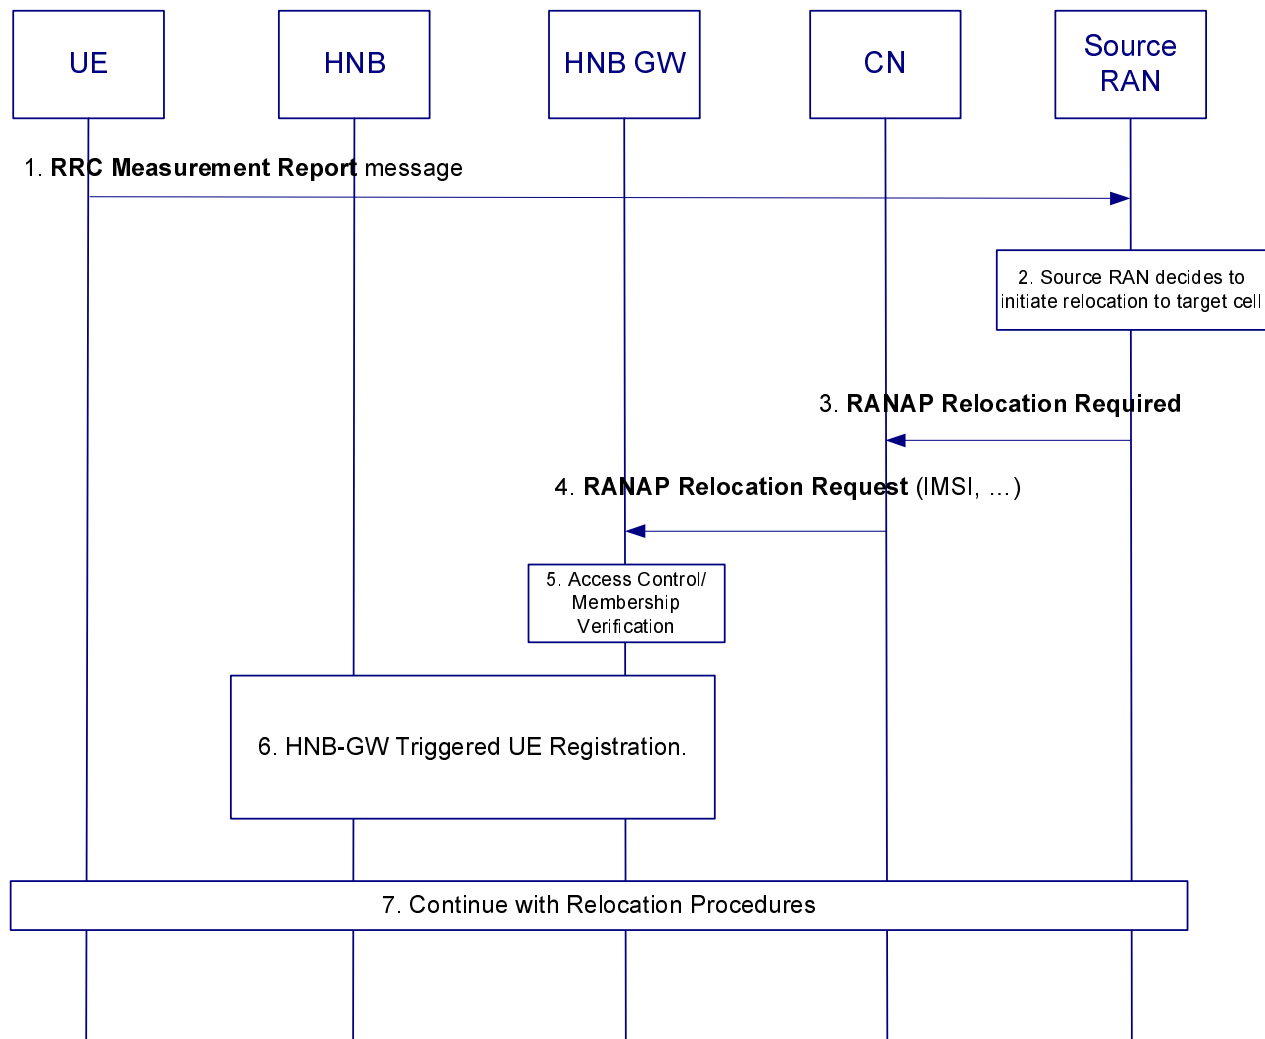 UE
HNB
HNB GW
CN
Source
RAN
1. RRC Measurement Report message
2. Source RAN decides to
initiate relocation to target cell
3. RANAP Relocation Required
4. RANAP Relocation Request (IMSI, ...)
5. Access Control/
Membership
Verification
6. HNB-GW Triggered UE Registration.
7. Continue with Relocation Procedures